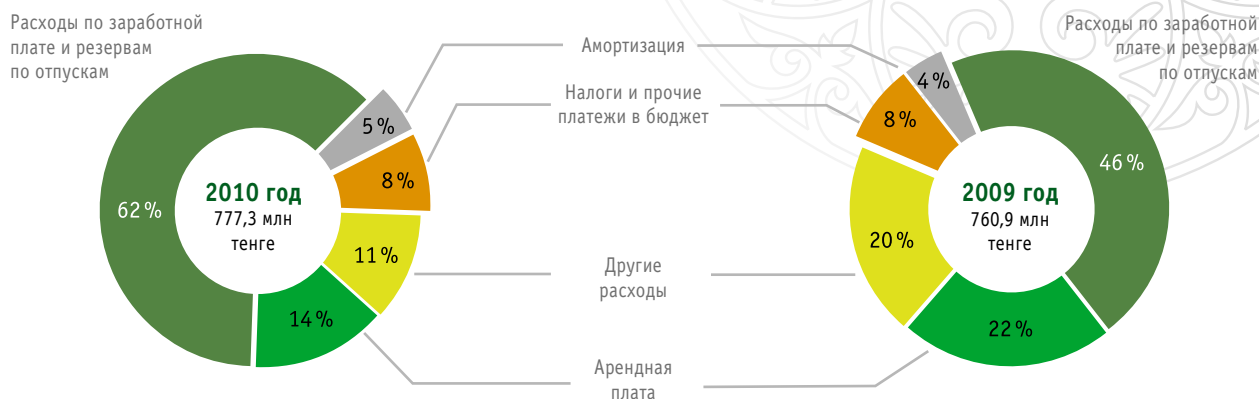 Расходы по заработной
плате и резервам
по отпускам
5 %
8 %
11 %
14 %
62 %
2010 год
777,3 млн
тенге
Амортизация
Налоги и прочие
платежи в бюджет
Другие
расходы
Арендная
плата
Расходы по заработной
плате и резервам
по отпускам
4 %
8 %
20 %
22 %
46 %
2009 год
760,9 млн
тенге